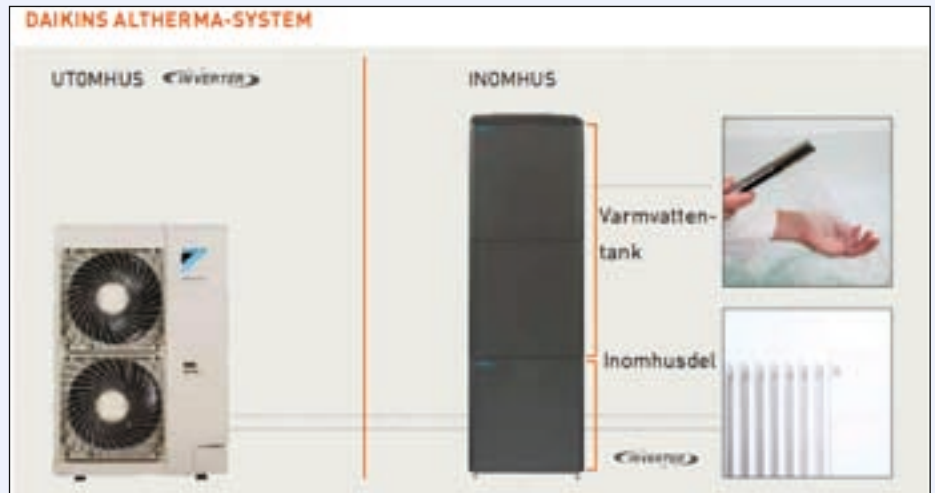 DAIKINS ALTHERMA-SYSTEM
UTOMHUS INVERTER
INOMHUS
Varmvatten-
tank
Inomhusdel
INVERTER